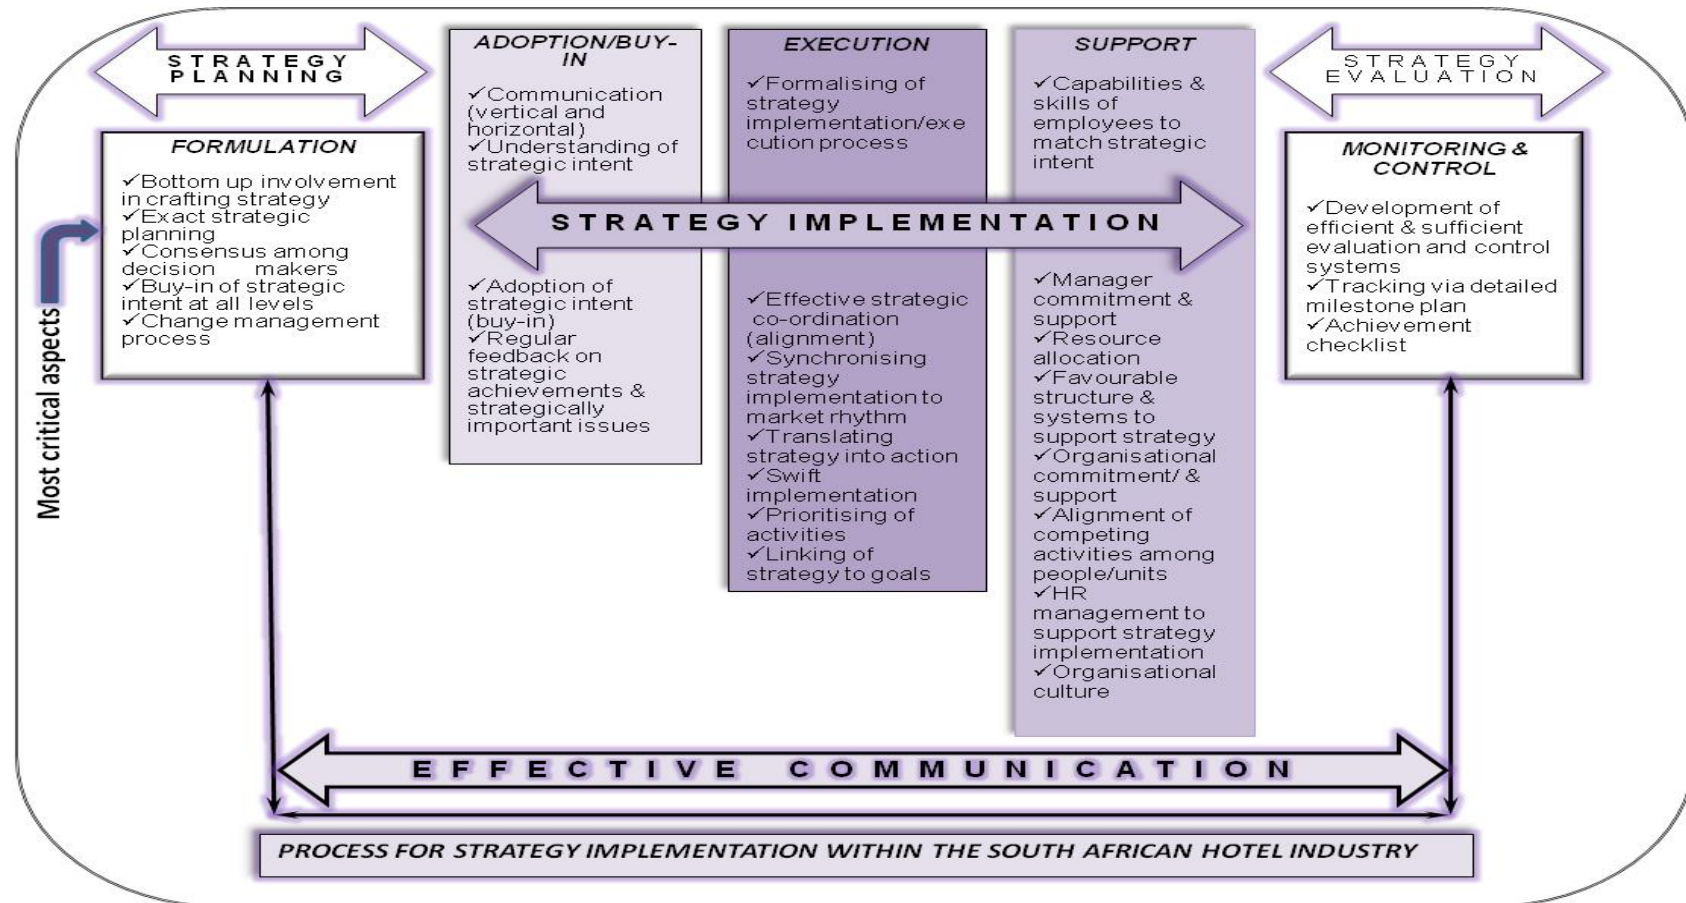 STRATEGY
PLANNING
FORMULATION
✓Bottom up involvement
in crafting strategy
✓Exact strategic
planning
✓Consensus among
decision makers
✓Buy-in of strategic
intent at all levels
✓Change management
process
Most critical aspects
ADOPTION/BUY-
IN
✓Communication
(vertical and
horizontal)
✓Understanding of
strategic intent
✓Adoption of
strategic intent
(buy-in)
✓Regular
feedback on
strategic
achievements &
strategically
important issues
EXECUTION
✓Formalising of
strategy
implementation/exe
cution process
✓Effective strategic
co-ordination
(alignment)
✓Synchronising
strategy
implementation to
market rhythm
✓Translating
strategy into action
✓Swift
implementation
✓Prioritising of
activities
✓Linking of
strategy to goals
SUPPORT
✓Capabilities &
skills of
employees to
match strategic
intent
✓Manager
commitment &
support
✓Resource
allocation
✓Favourable
structure &
systems to
support strategy
✓Organisational
commitment/ &
support
✓Alignment of
competing
activities among
people/units
✓HR
management to
support strategy
implementation
✓Organisational
culture
STRATEGY IMPLEMENTATION
STRATEGY
EVALUATION
MONITORING &
CONTROL
✓Development of
efficient & sufficient
evaluation and control
systems
✓Tracking via detailed
milestone plan
✓Achievement
checklist
EFFECTIVE COMMUNICATION
PROCESS FOR STRATEGY IMPLEMENTATION WITHIN THE SOUTH AFRICAN HOTEL INDUSTRY